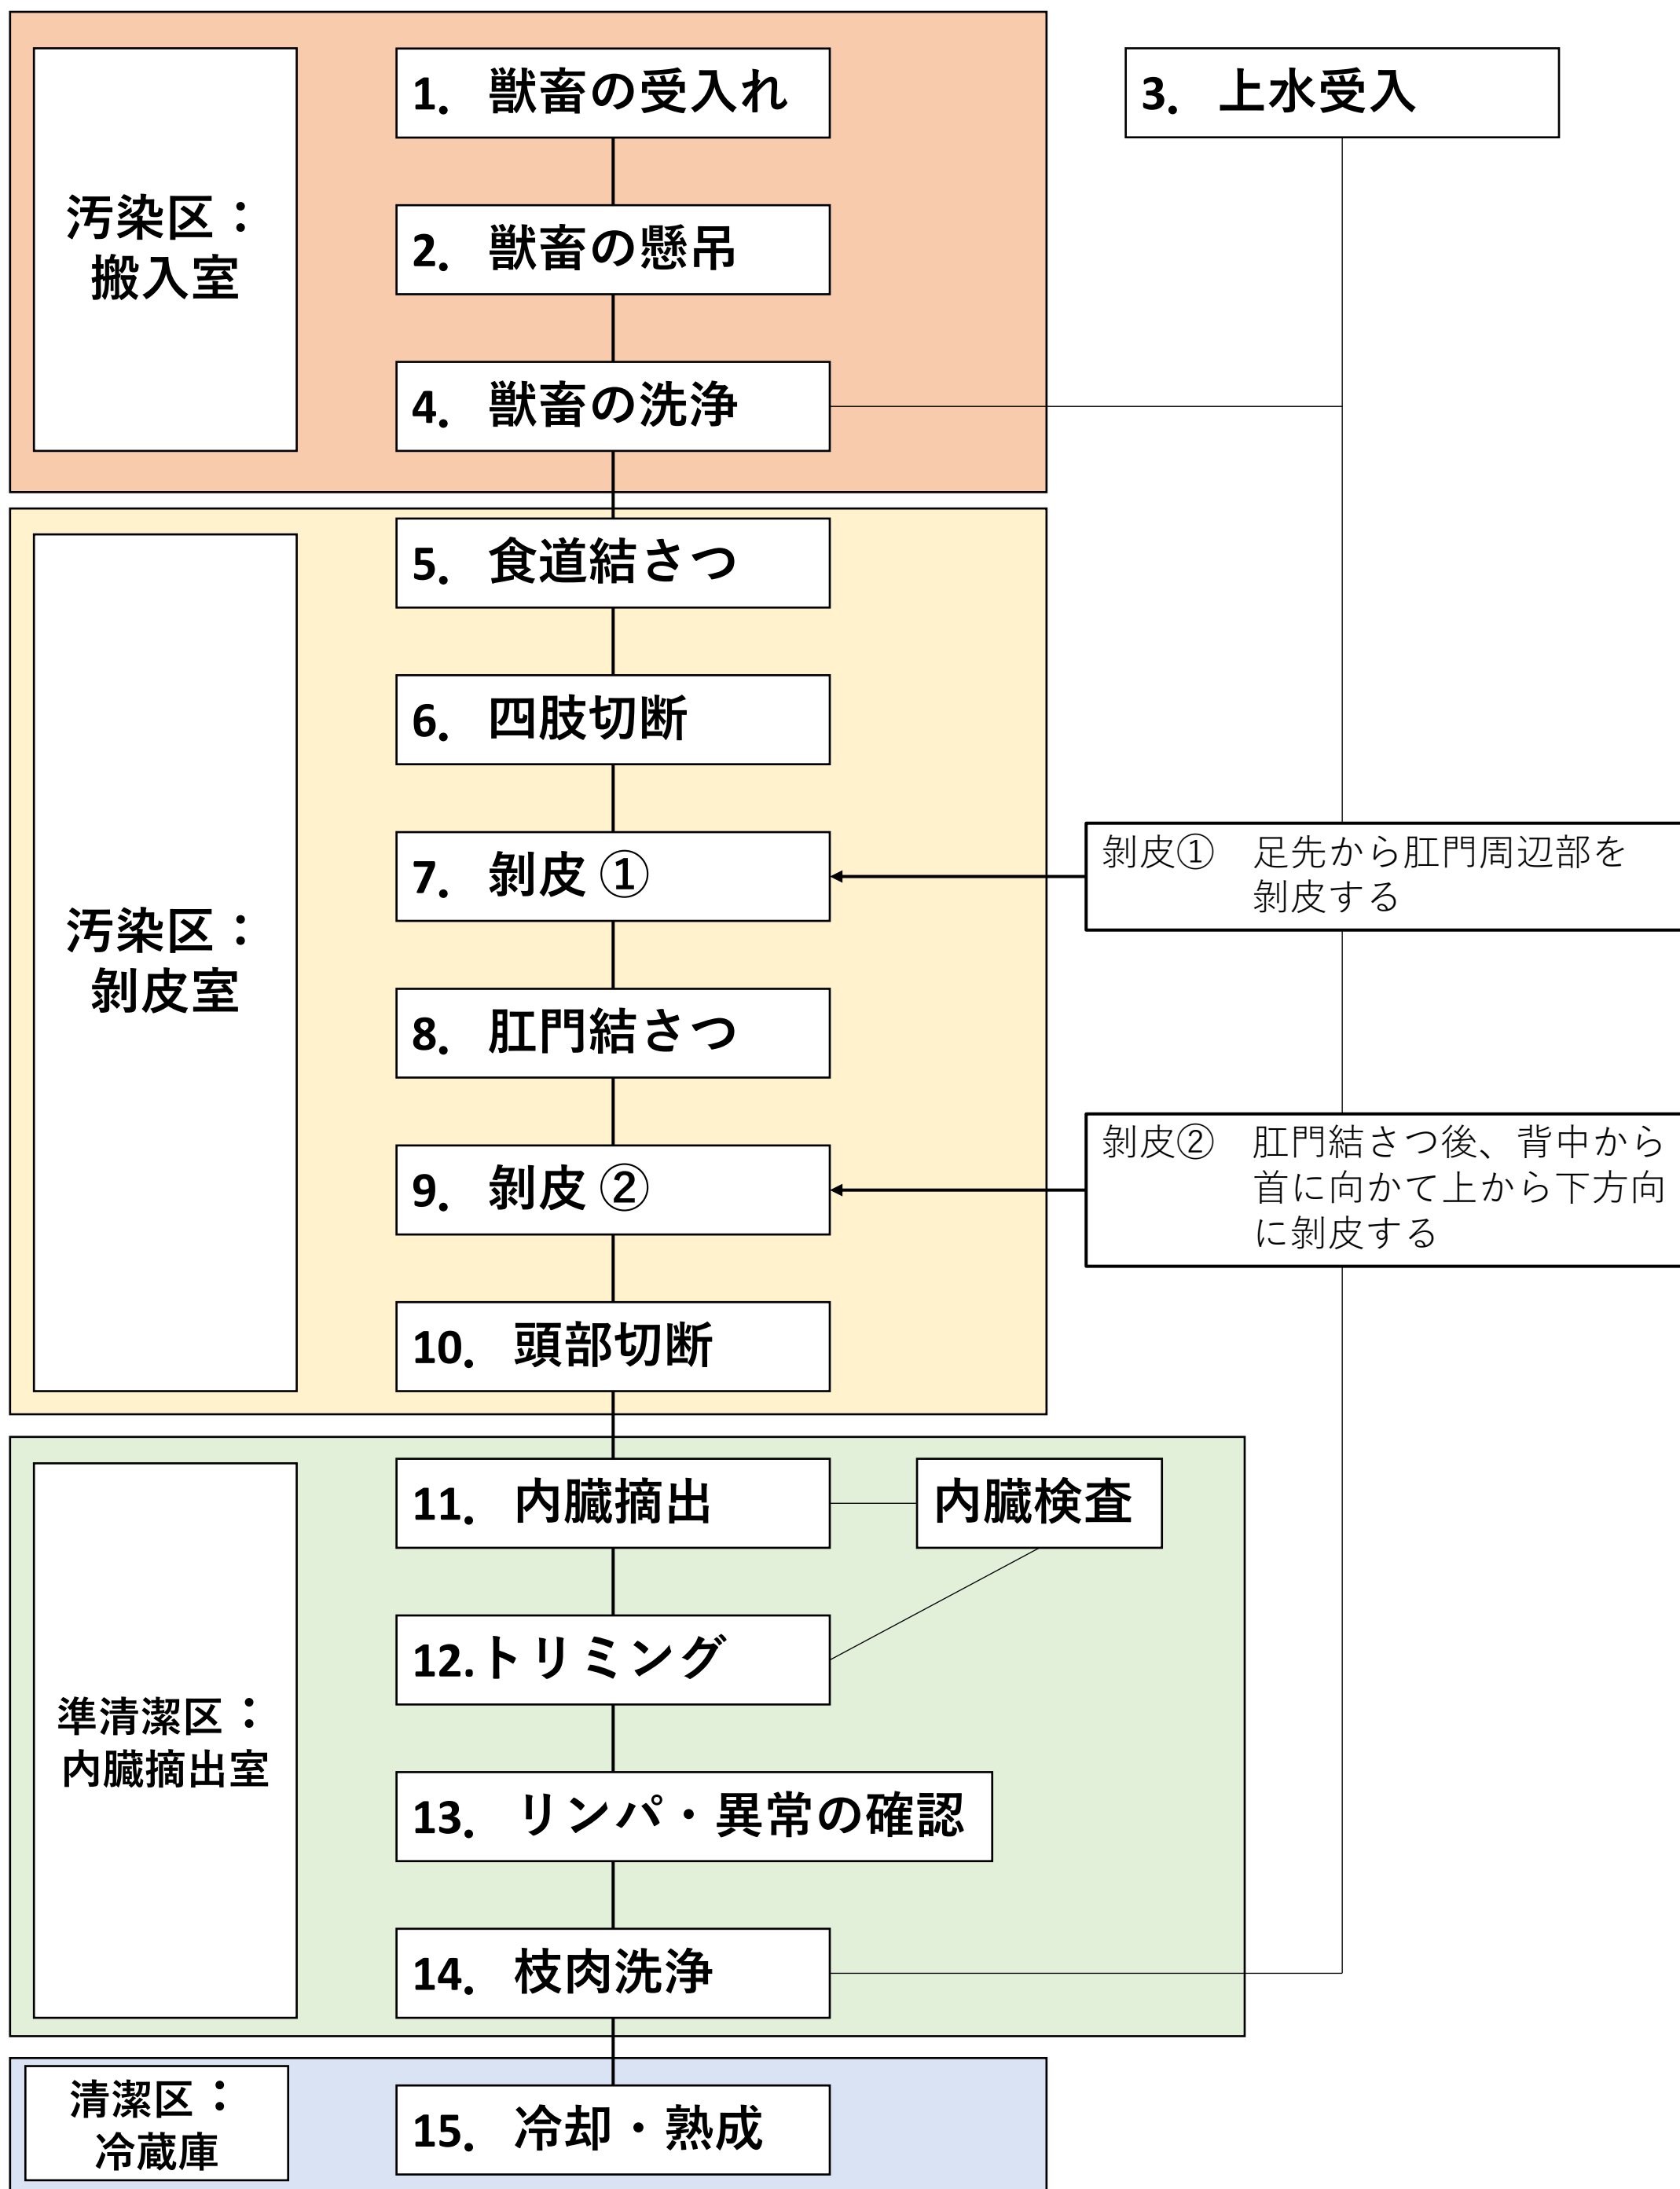 汚染区：
搬入室
1. 獣畜の受入れ
3. 上水受入
2. 獣畜の懸吊
4. 獣畜の洗浄
汚染区：
剝皮室
5. 食道結さつ
6. 四肢切断
7. 剝皮 ①
剝皮① 足先から肛門周辺部を
剝皮する
8. 肛門結さつ
9. 剝皮 ②
剝皮② 肛門結さつ後、背中から
首に向かて上から下方向
に剝皮する
10. 頭部切断
準清潔区：
内臓摘出室
11. 内臓摘出
内臓検査
12.トリミング
13. リンパ・異常の確認
14. 枝肉洗浄
清潔区：
冷蔵庫
15. 冷却・熟成